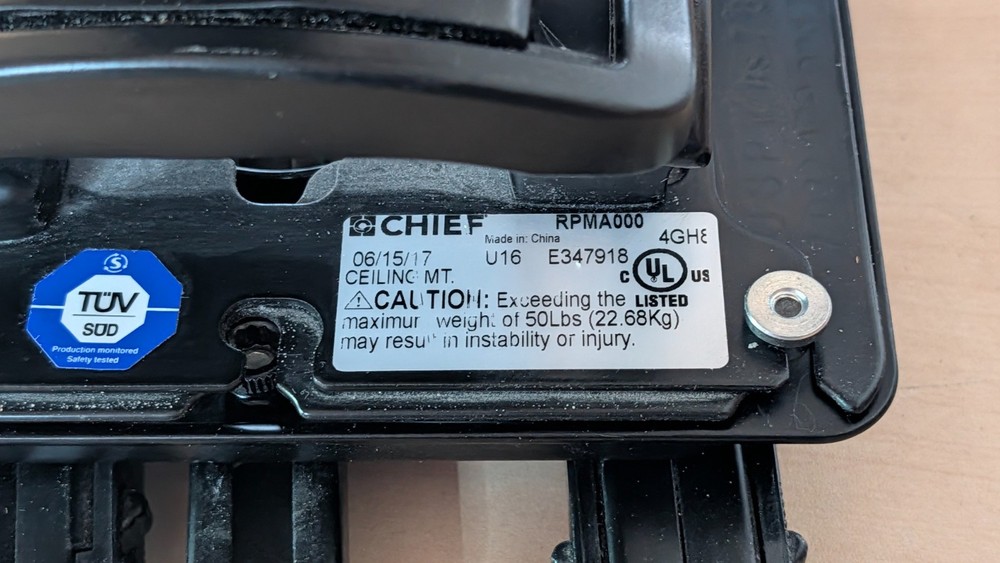 CHIEF RPMA000
Made in: China 4GH8
06/15/17 U16 E347918
CEILING MT. C UL US
CAUTION: Exceeding the LISTED
maximum weight of 50Lbs (22.68Kg)
may result in instability or injury.
TÜV
SÜD
Production monitored
Safety tested